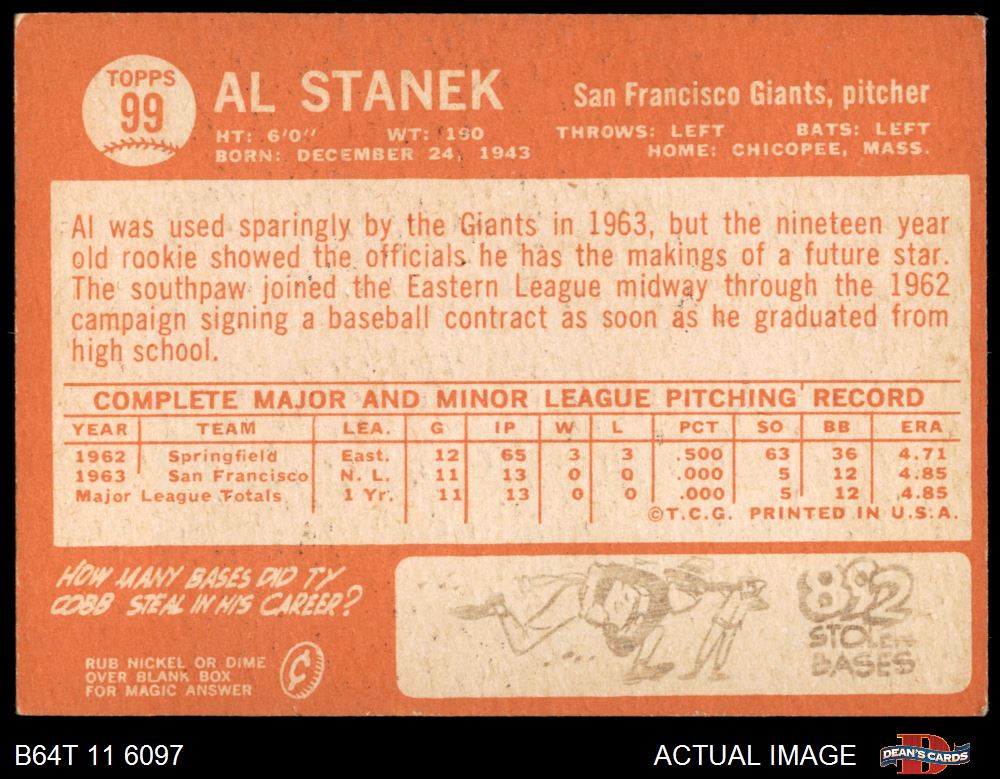 TOPPS
99
AL STANEK
San Francisco Giants, pitcher
HT: 6'0" WT: 190 THROWS: LEFT BATS: LEFT
BORN: DECEMBER 24, 1943 HOME: CHICOPEE, MASS.
Al was used sparingly by the Giants in 1963, but the nineteen year
old rookie showed the officials he has the makings of a future star.
The southpaw joined the Eastern League midway through the 1962
campaign signing a baseball contract as soon as he graduated from
high school.
COMPLETE MAJOR AND MINOR LEAGUE PITCHING RECORD
YEAR TEAM LEA. G IP W L PCT SO BB ERA
1962 Springfield East. 12 65 3 3 .500 63 36 4.71
1963 San Francisco N. L. 11 13 0 0 .000 5 12 4.85
Major League Totals 1 Yr. 11 13 0 0 .000 5 12 4.85
©T.C.G. PRINTED IN U.S.A.
HOW MANY BASES DID TY
COBB STEAL IN HIS CAREER?
RUB NICKEL OR DIME
OVER BLANK BOX
FOR MAGIC ANSWER
¢
892
STOLEN
BASES
B64T 11 6097
ACTUAL IMAGE
DEAN'S CARDS